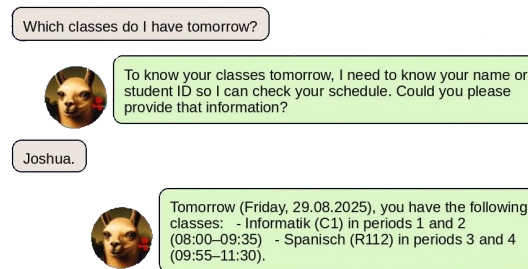 Which classes do I have tomorrow?
To know your classes tomorrow, I need to know your name or
student ID so I can check your schedule. Could you please
provide that information?
Joshua.
Tomorrow (Friday, 29.08.2025), you have the following
classes:   - Informatik (C1) in periods 1 and 2
(08:00–09:35)   - Spanisch (R112) in periods 3 and 4
(09:55–11:30).